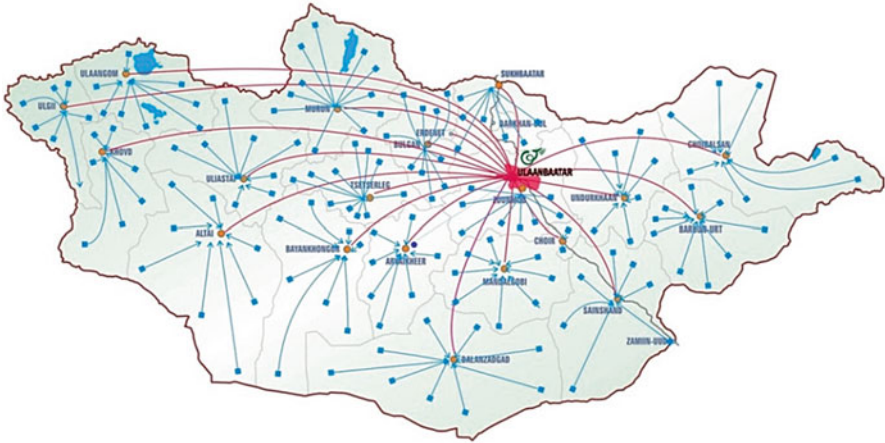 ULAANGOM
ULGII
KHOVD
MURUN
SUKHBAATAR
DARKHAN-UUL
ERDENET
BULGAN
ULAANBAATAR
CHOIBALSAN
ULIASTAI
TSETSERLEG
UNDURKHAAN
BARUUN-URT
ALTAI
BAYANKHONGOR
ARVAIKHEER
CHOIR
MANDALGOBI
SAINSHAND
ZAMIIN-UUD
DALANZADGAD